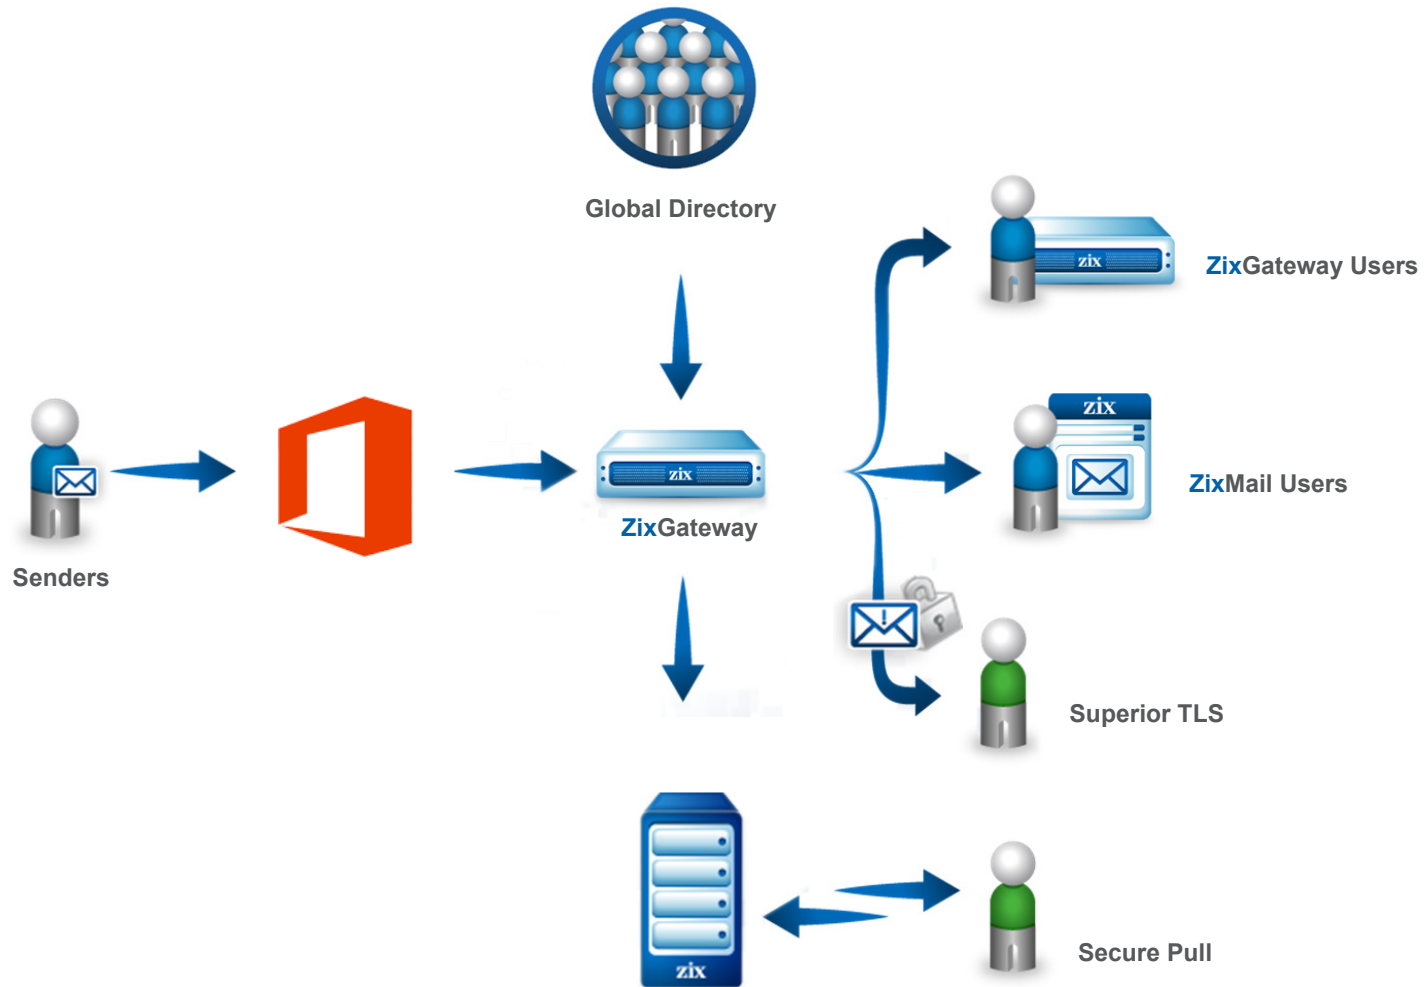 Global Directory
zix
ZixGateway Users
zix
ZixMail Users
zix
ZixGateway
Senders
Superior TLS
zix
Secure Pull